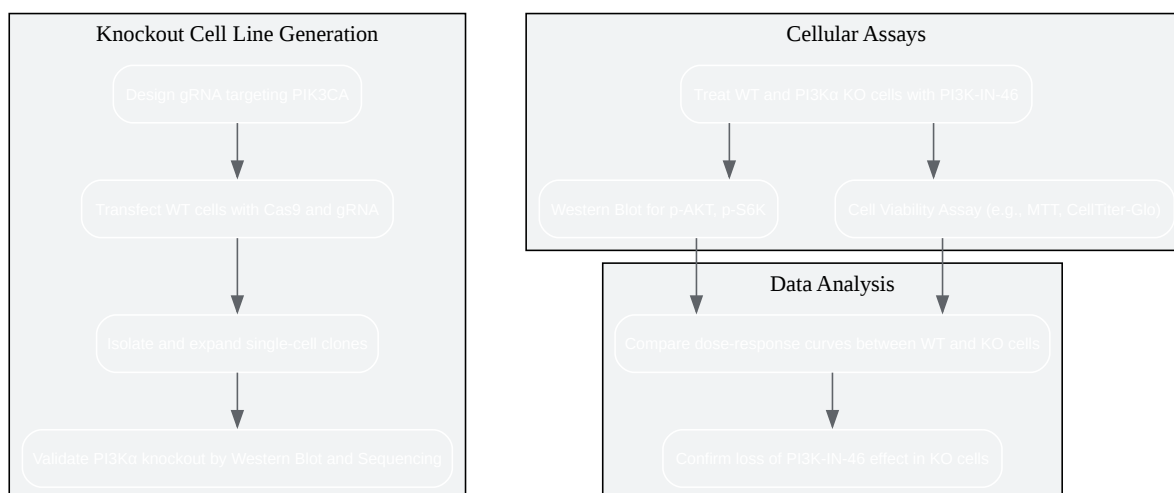 Knockout Cell Line Generation
Design gRNA targeting PIK3CA
Transfect WT cells with Cas9 and gRNA
Isolate and expand single-cell clones
Validate PI3Kα knockout by Western Blot and Sequencing
Cellular Assays
Treat WT and PI3Kα KO cells with PI3K-IN-46
Western Blot for p-AKT, p-S6K
Cell Viability Assay (e.g., MTT, CellTiter-Glo)
Data Analysis
Compare dose-response curves between WT and KO cells
Confirm loss of PI3K-IN-46 effect in KO cells